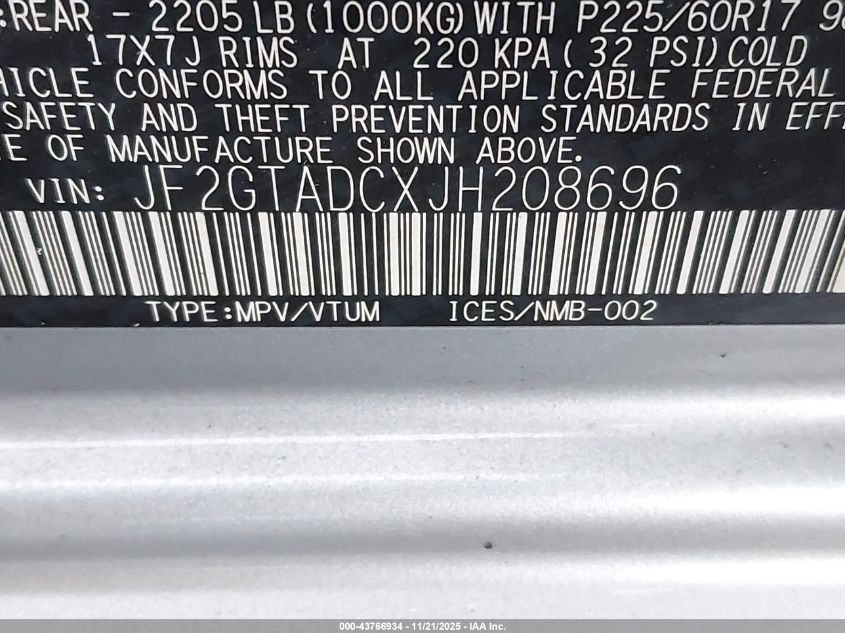 :REAR - 2205 LB (1000KG) WITH P225/60R17
17X7J RIMS AT 220 KPA ( 32 PSI) COLD
CONFORMS TO ALL APPLICABLE FEDERAL
SAFETY AND THEFT PREVENTION STANDARDS IN
OF MANUFACTURE SHOWN ABOVE.
VIN: JF2GTADCXJH208696
TYPE:MPV/VTUM ICES/NMB-002
000-43766934 - 11/21/2025 - IAA Inc.